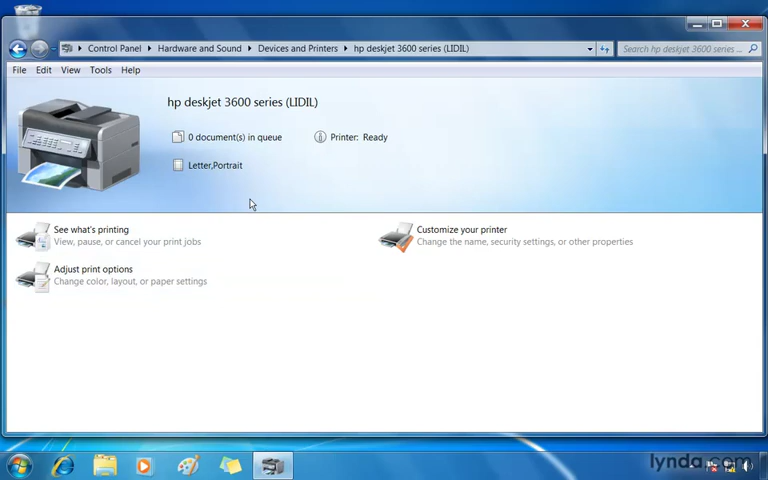 Control Panel ▸ Hardware and Sound ▸ Devices and Printers ▸ hp deskjet 3600 series (LIDIL)
Search hp deskjet 3600 series ...
File Edit View Tools Help
hp deskjet 3600 series (LIDIL)
0 document(s) in queue Printer: Ready
Letter,Portrait
See what's printing Customize your printer
View, pause, or cancel your print jobs Change the name, security settings, or other properties
Adjust print options
Change color, layout, or paper settings
lynda.com